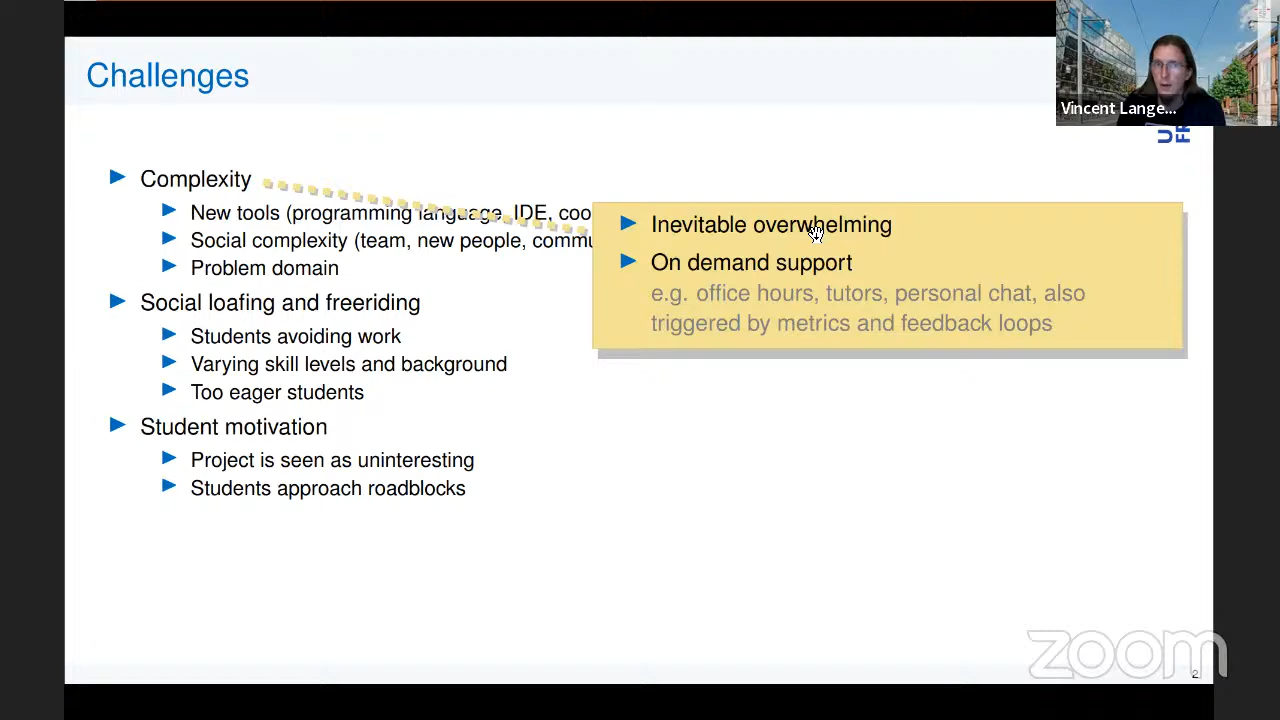 Challenges
Vincent Lange...
Complexity
New tools (programming language, IDE, coo
Social complexity (team, new people, commu
Problem domain
Inevitable overwhelming
On demand support
e.g. office hours, tutors, personal chat, also
triggered by metrics and feedback loops
Social loafing and freeriding
Students avoiding work
Varying skill levels and background
Too eager students
Student motivation
Project is seen as uninteresting
Students approach roadblocks
zoom
2